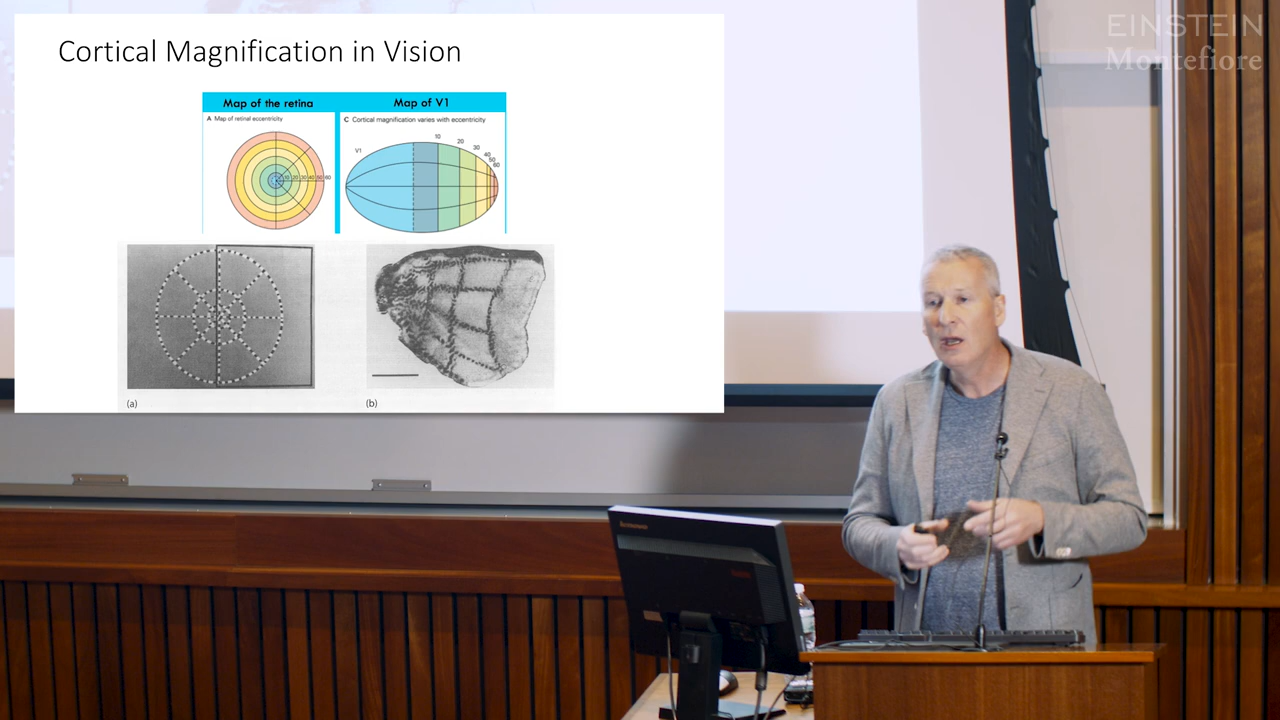 Cortical Magnification in Vision
Map of the retina
Map of V1
A Map of retinal eccentricity
C Cortical magnification varies with eccentricity
V1
10
20
30
40
50
60
10 20 30 40 50 60
(a)
(b)
EINSTEIN
Montefiore
lenovo